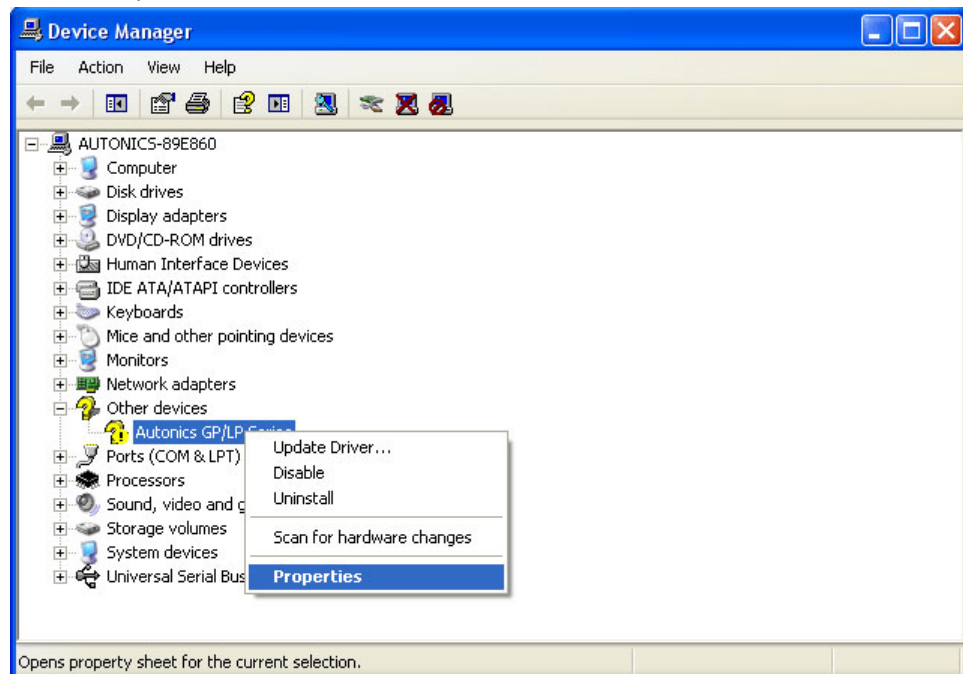 Device Manager
File Action View Help
AUTONICS-89E860
Computer
Disk drives
Display adapters
DVD/CD-ROM drives
Human Interface Devices
IDE ATA/ATAPI controllers
Keyboards
Mice and other pointing devices
Monitors
Network adapters
Other devices
Autonics GP/LP
Ports (COM & LPT)
Processors
Sound, video and
Storage volumes
System devices
Universal Serial Bus
Update Driver...
Disable
Uninstall
Scan for hardware changes
Properties
Opens property sheet for the current selection.